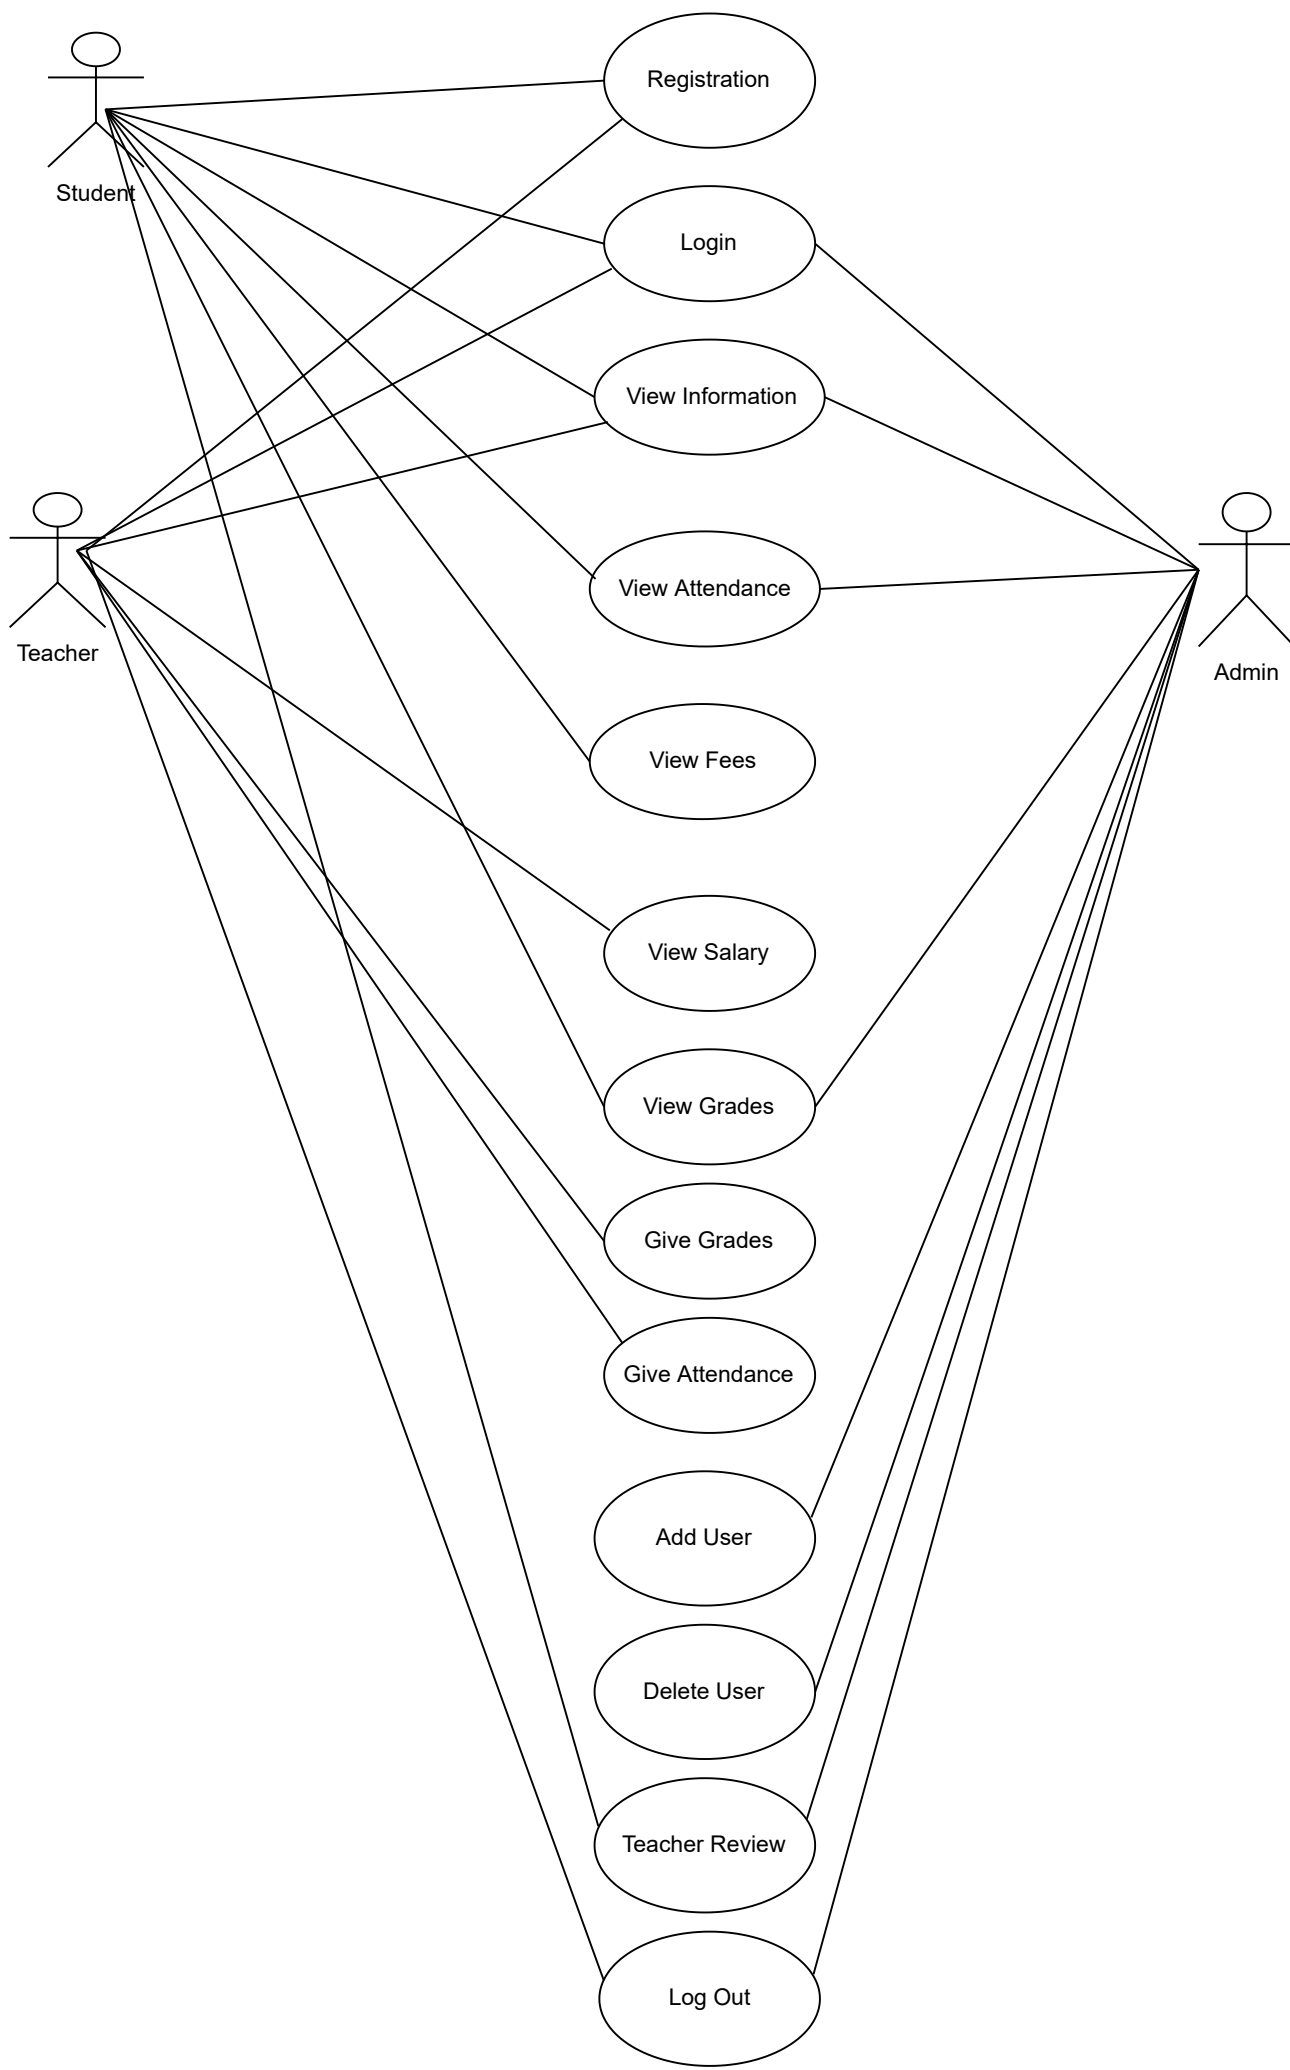 Registration
Student
Login
View Information
View Attendance
Teacher
Admin
View Fees
View Salary
View Grades
Give Grades
Give Attendance
Add User
Delete User
Teacher Review
Log Out